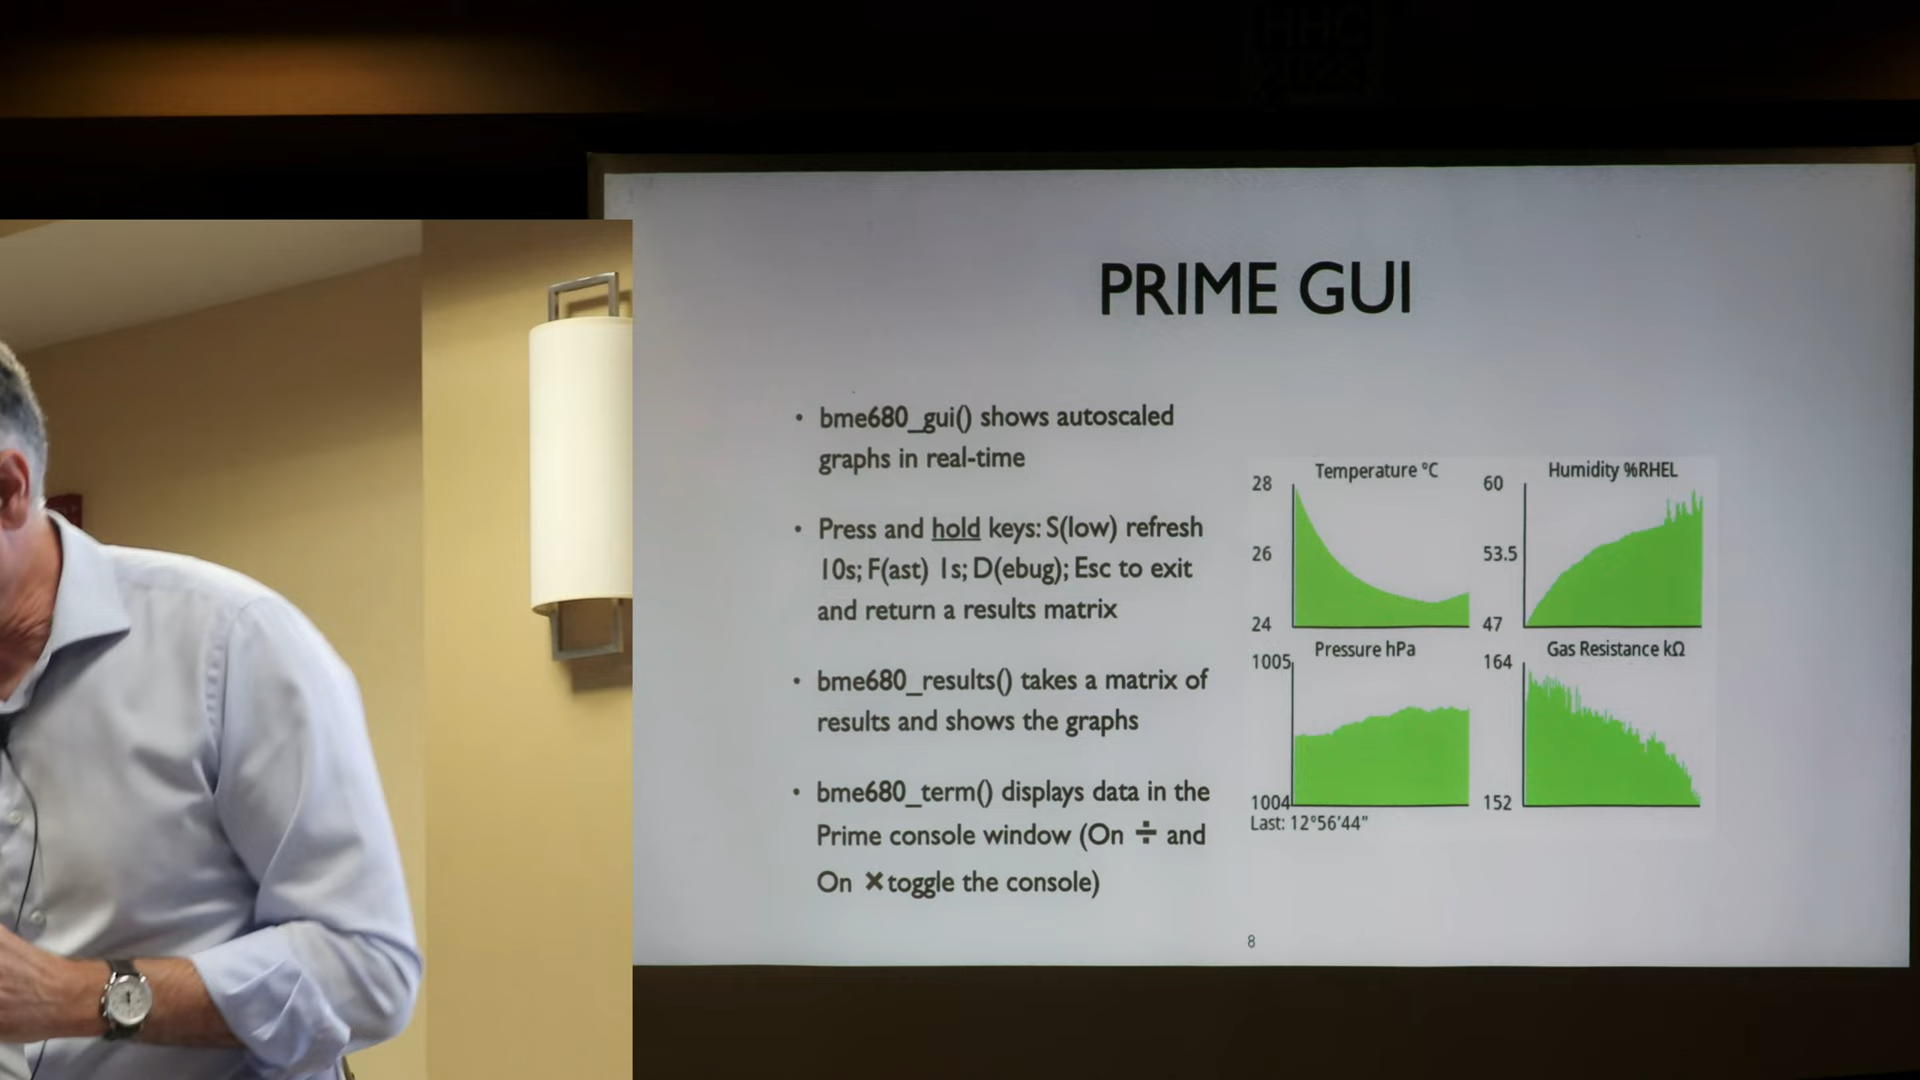 HHC
2023
PRIME GUI
• bme680_gui() shows autoscaled
graphs in real-time
• Press and hold keys: S(low) refresh
10s; F(ast) 1s; D(ebug); Esc to exit
and return a results matrix
• bme680_results() takes a matrix of
results and shows the graphs
• bme680_term() displays data in the
Prime console window (On ÷ and
On ×toggle the console)
Temperature °C
28
26
24
Humidity %RHEL
60
53.5
47
Pressure hPa
1005
1004
Gas Resistance kΩ
164
152
Last: 12°56'44"
8